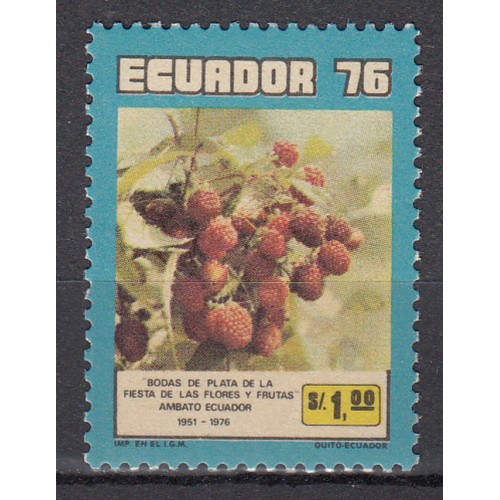 ECUADOR 76
"BODAS DE PLATA DE LA
FIESTA DE LAS FLORES Y FRUTAS"
AMBATO ECUADOR
1951 - 1976
S/. 1,00
IMP. EN EL I.G.M.
QUITO-ECUADOR